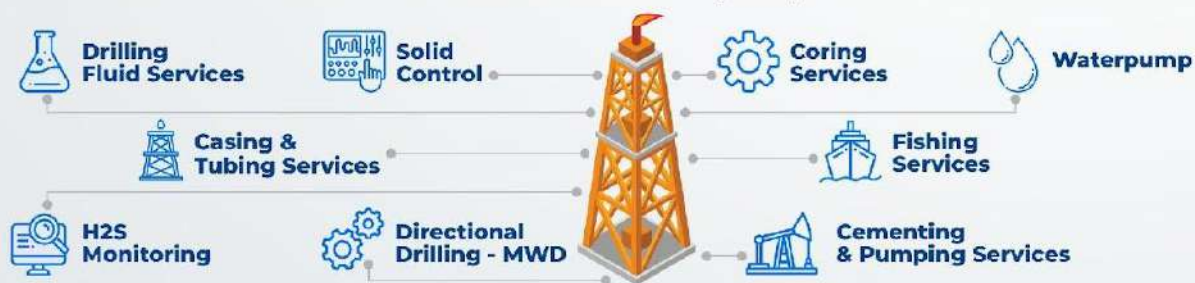 Drilling
Fluid Services
Solid
Control
Coring
Services
Waterpump
Casing &
Tubing Services
Fishing
Services
H2S
Monitoring
Directional
Drilling - MWD
Cementing
& Pumping Services